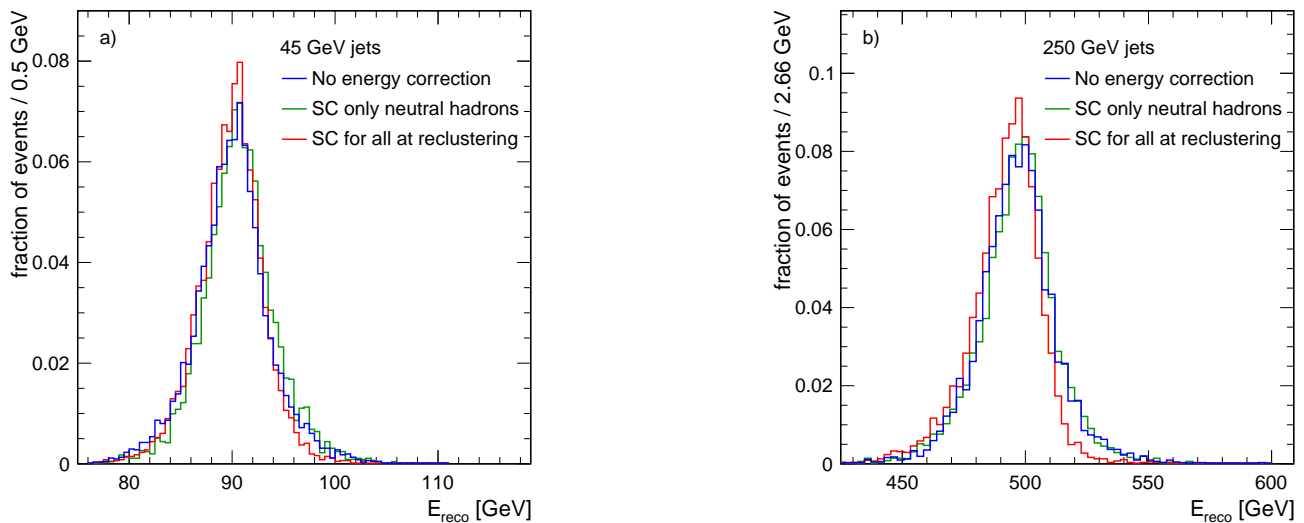 a)
45 GeV jets
No energy correction
SC only neutral hadrons
SC for all at reclustering
fraction of events / 0.5 GeV
0.08
0.06
0.04
0.02
0
80
90
100
110
E_reco [GeV]
b)
250 GeV jets
No energy correction
SC only neutral hadrons
SC for all at reclustering
fraction of events / 2.66 GeV
0.1
0.08
0.06
0.04
0.02
0
450
500
550
600
E_reco [GeV]